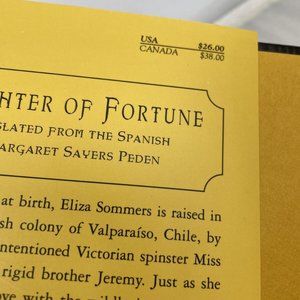 USA $26.00
CANADA $38.00
HTER OF FORTUNE
SLATED FROM THE SPANISH
ARGARET SAYERS PEDEN
at birth, Eliza Sommers is raised in
sh colony of Valparaíso, Chile, by
ntentioned Victorian spinster Miss
rigid brother Jeremy. Just as she